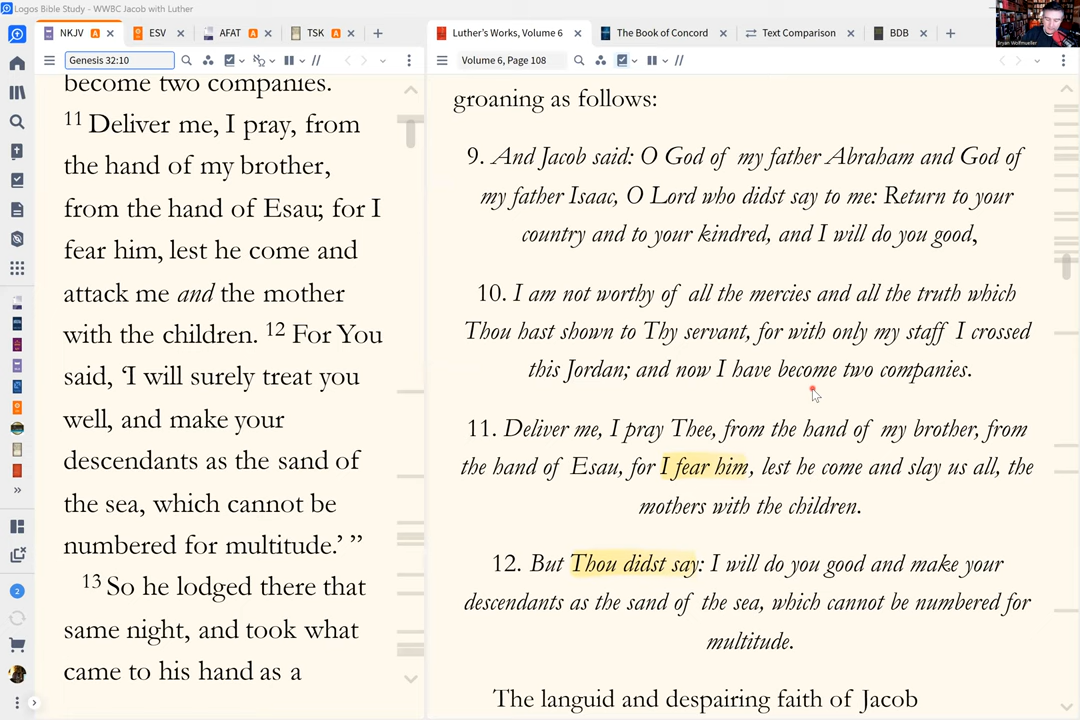 Logos Bible Study - WWBC Jacob with Luther
NKJV A
ESV
AFAT A
TSK A
Genesis 32:10
become two companies.
11 Deliver me, I pray, from
the hand of my brother,
from the hand of Esau; for I
fear him, lest he come and
attack me and the mother
with the children. 12 For You
said, ‘I will surely treat you
well, and make your
descendants as the sand of
the sea, which cannot be
numbered for multitude.’ ”
13 So he lodged there that
same night, and took what
came to his hand as a
2
Luther's Works, Volume 6
The Book of Concord
Text Comparison
BDB
Volume 6, Page 108
groaning as follows:
9. And Jacob said: O God of my father Abraham and God of
my father Isaac, O Lord who didst say to me: Return to your
country and to your kindred, and I will do you good,
10. I am not worthy of all the mercies and all the truth which
Thou hast shown to Thy servant, for with only my staff I crossed
this Jordan; and now I have become two companies.
11. Deliver me, I pray Thee, from the hand of my brother, from
the hand of Esau, for I fear him, lest he come and slay us all, the
mothers with the children.
12. But Thou didst say: I will do you good and make your
descendants as the sand of the sea, which cannot be numbered for
multitude.
The languid and despairing faith of Jacob
Bryan Wolfmueller